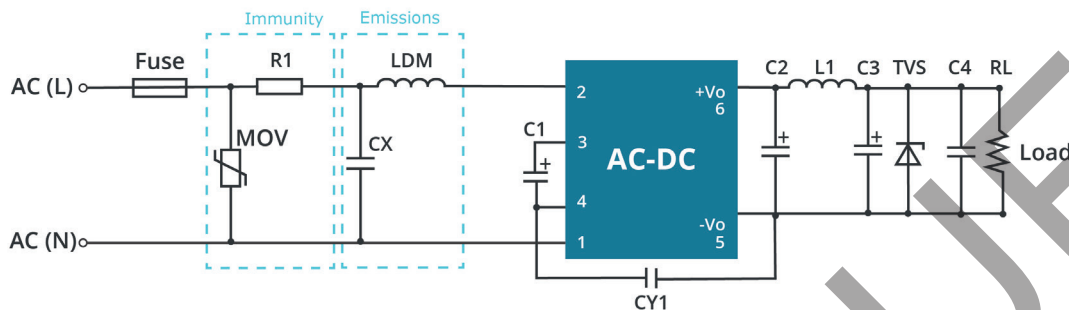 Immunity
Emissions
Fuse
R1
LDM
C2
L1
C3
TVS
C4
RL
AC (L)
2
+Vo
6
MOV
CX
C1
+
3
AC-DC
+
+
Load
4
AC (N)
1
-Vo
5
CY1